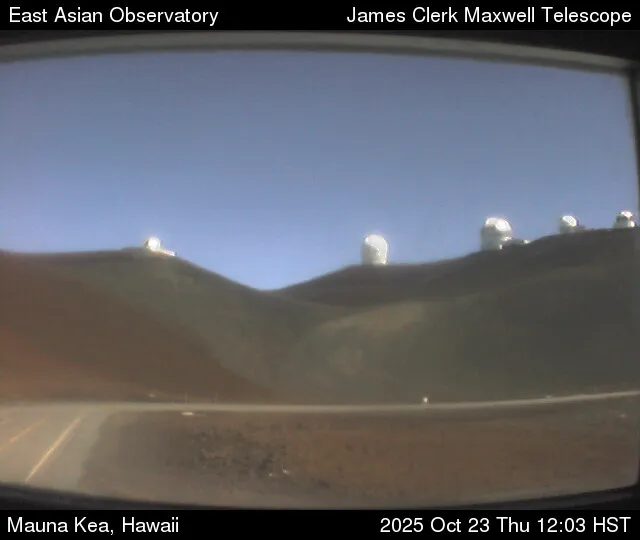 East Asian Observatory
James Clerk Maxwell Telescope
Mauna Kea, Hawaii
2025 Oct 23 Thu 12:03 HST